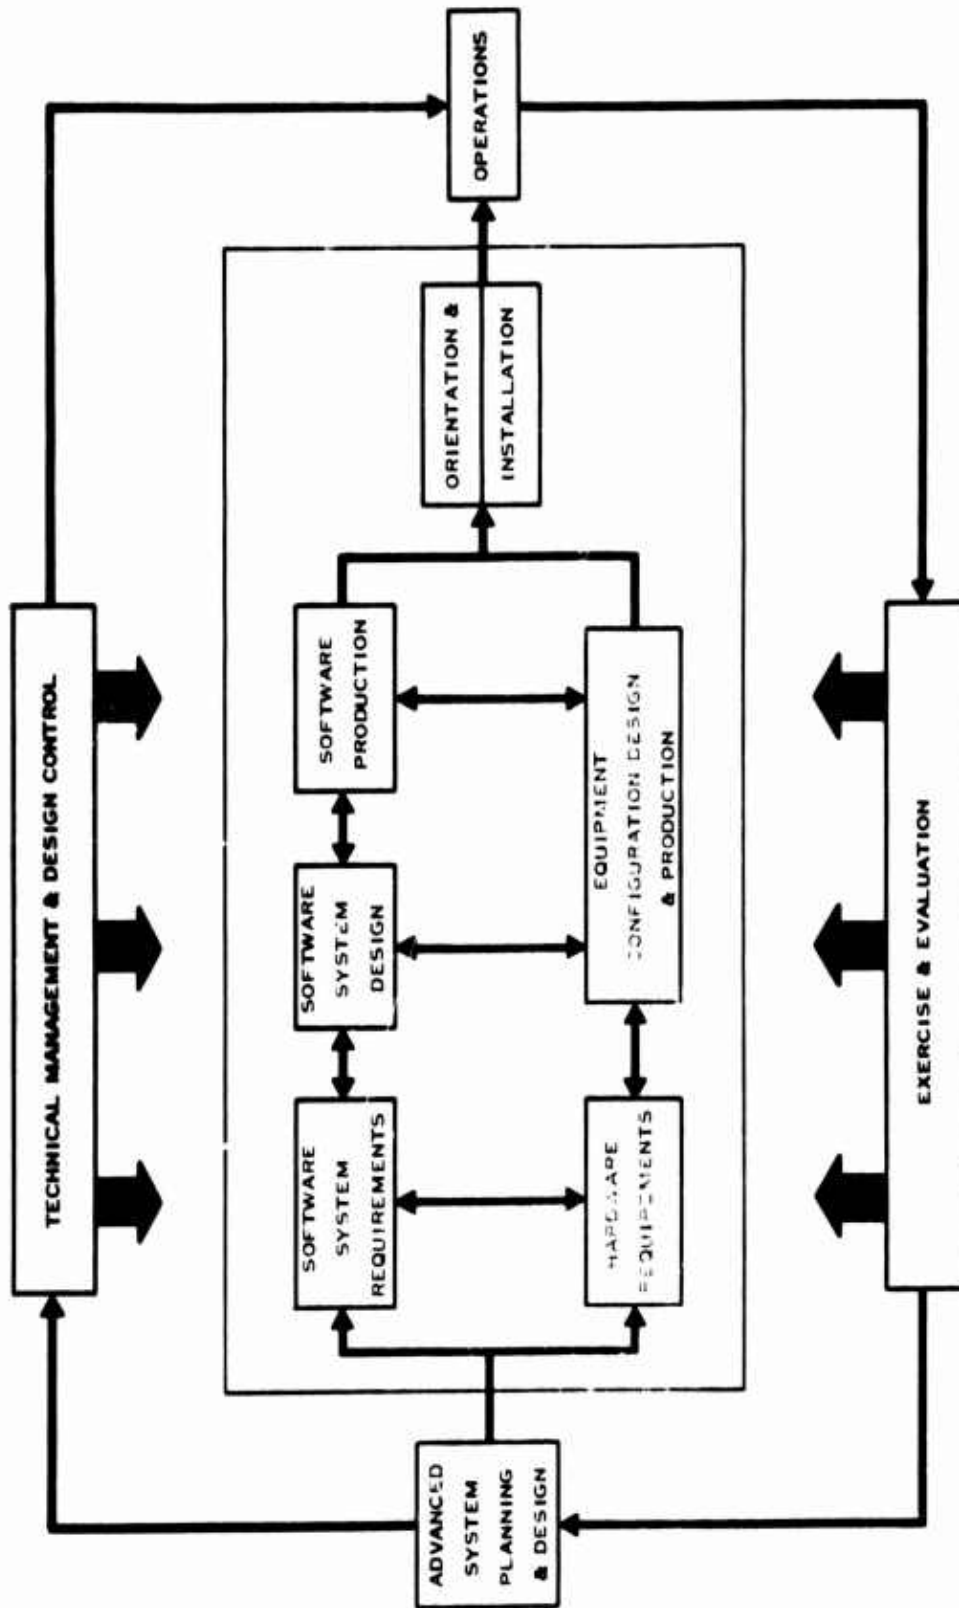 TECHNICAL MANAGEMENT & DESIGN CONTROL
ADVANCED
SYSTEM
PLANNING
& DESIGN
SOFTWARE
SYSTEM
REQUIREMENTS
SOFTWARE
SYSTEM
DESIGN
SOFTWARE
PRODUCTION
HARDWARE
REQUIREMENTS
EQUIPMENT
CONFIGURATION DESIGN
& PRODUCTION
ORIENTATION &
INSTALLATION
OPERATIONS
EXERCISE & EVALUATION